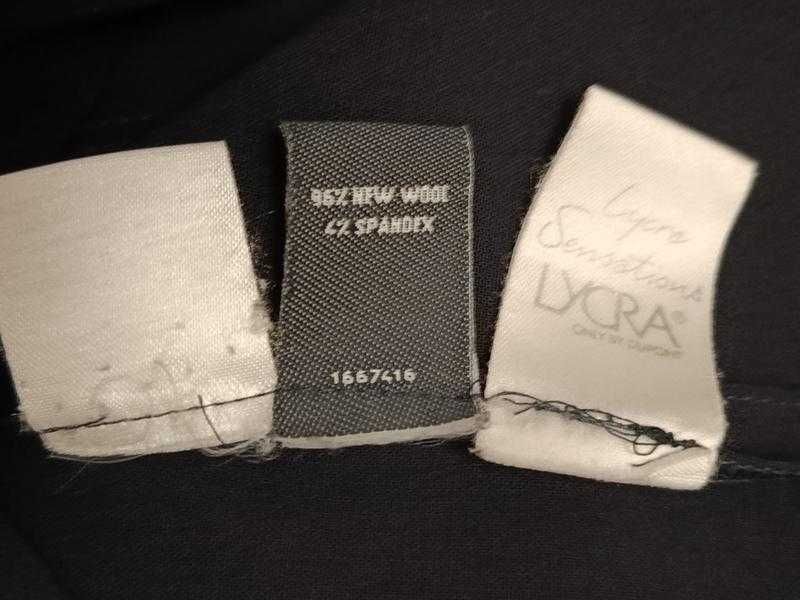 96% NEW WOOL
4% SPANDEX
1667416
Lycra
Sensations
LYCRA®
ONLY BY DUPONT